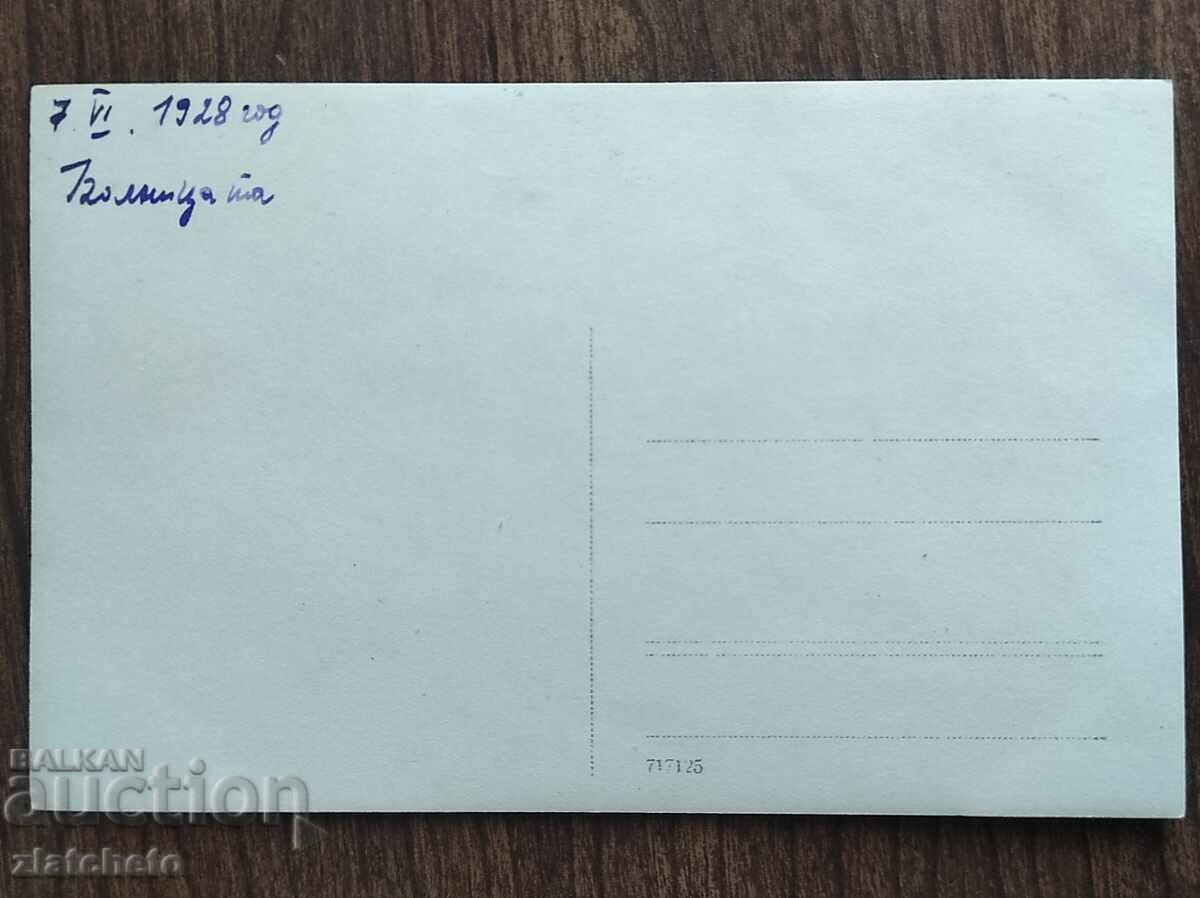 7. VI. 1928 год
Болницата
717125
BALKAN
auction
zlatcheto